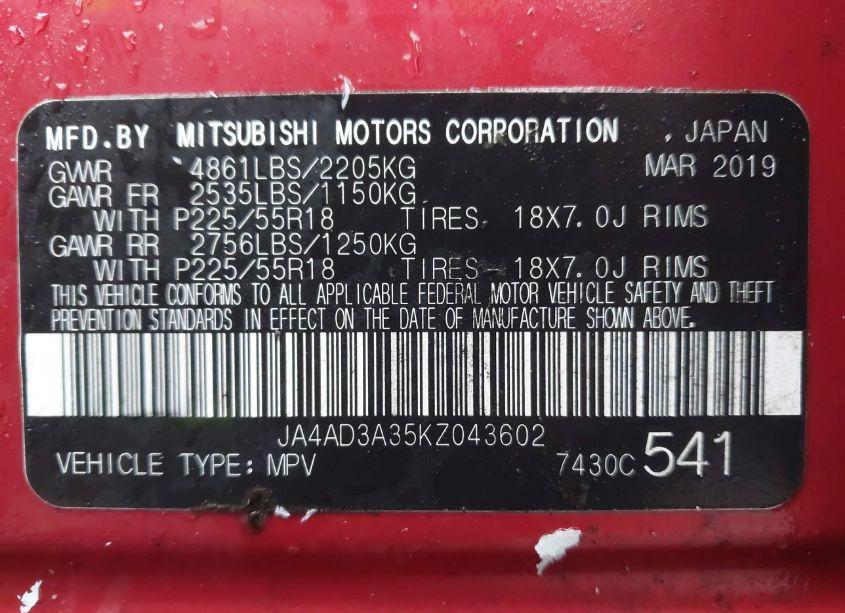 MFD.BY MITSUBISHI MOTORS CORPORATION , JAPAN
GVWR 4861LBS/2205KG MAR 2019
GAWR FR 2535LBS/1150KG
WITH P225/55R18 TIRES 18X7.0J RIMS
GAWR RR 2756LBS/1250KG
WITH P225/55R18 TIRES 18X7.0J RIMS
THIS VEHICLE CONFORMS TO ALL APPLICABLE FEDERAL MOTOR VEHICLE SAFETY AND THEFT
PREVENTION STANDARDS IN EFFECT ON THE DATE OF MANUFACTURE SHOWN ABOVE.
JA4AD3A35KZ043602
VEHICLE TYPE: MPV 7430C 541